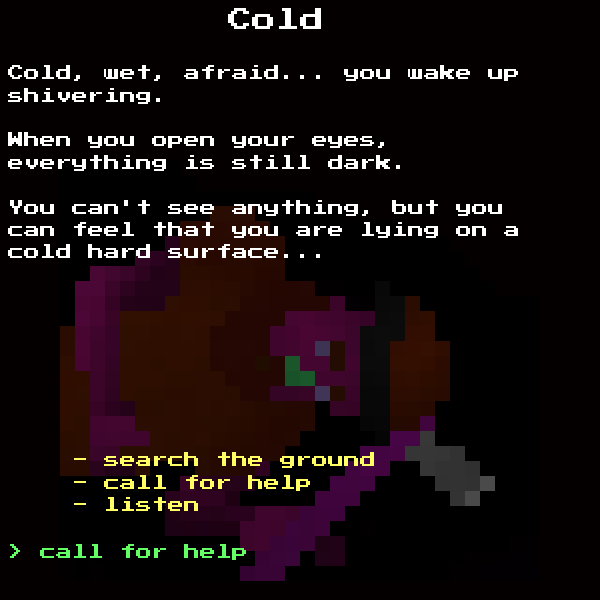 Cold
Cold, wet, afraid... you wake up
shivering.
When you open your eyes,
everything is still dark.
You can't see anything, but you
can feel that you are lying on a
cold hard surface...
- search the ground
- call for help
- listen
> call for help